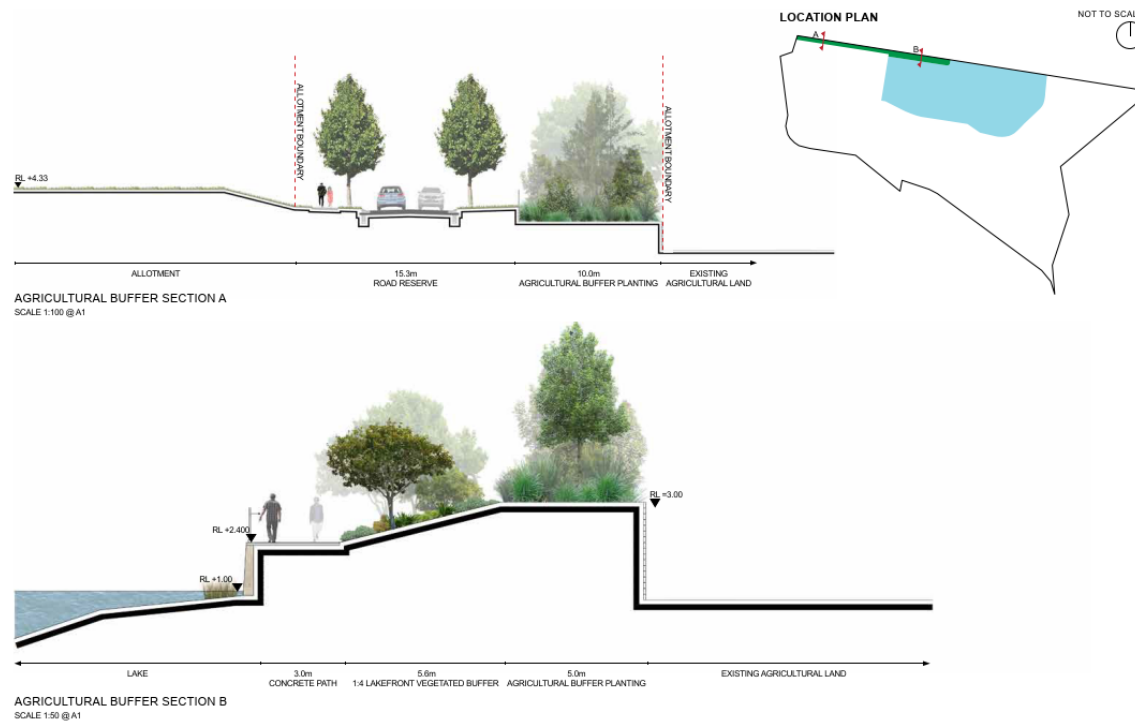 LOCATION PLAN
NOT TO SCAL
A
B
ALLOTMENT BOUNDARY
ALLOTMENT BOUNDARY
RL +4.33
ALLOTMENT
15.3m
ROAD RESERVE
10.0m
AGRICULTURAL BUFFER PLANTING
EXISTING
AGRICULTURAL LAND
AGRICULTURAL BUFFER SECTION A
SCALE 1:100 @ A1
RL =3.00
RL +2.400
RL +1.00
LAKE
3.0m
CONCRETE PATH
5.6m
1:4 LAKEFRONT VEGETATED BUFFER
5.0m
AGRICULTURAL BUFFER PLANTING
EXISTING AGRICULTURAL LAND
AGRICULTURAL BUFFER SECTION B
SCALE 1:50 @ A1